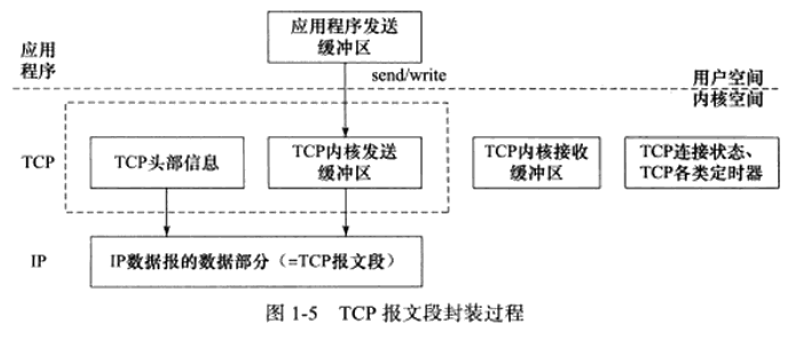 应用程序发送
缓冲区
应用
程序
send/write
用户空间
内核空间
TCP
TCP头部信息
TCP内核发送
缓冲区
TCP内核接收
缓冲区
TCP连接状态、
TCP各类定时器
IP
IP数据报的数据部分（=TCP报文段）
图 1-5 TCP 报文段封装过程